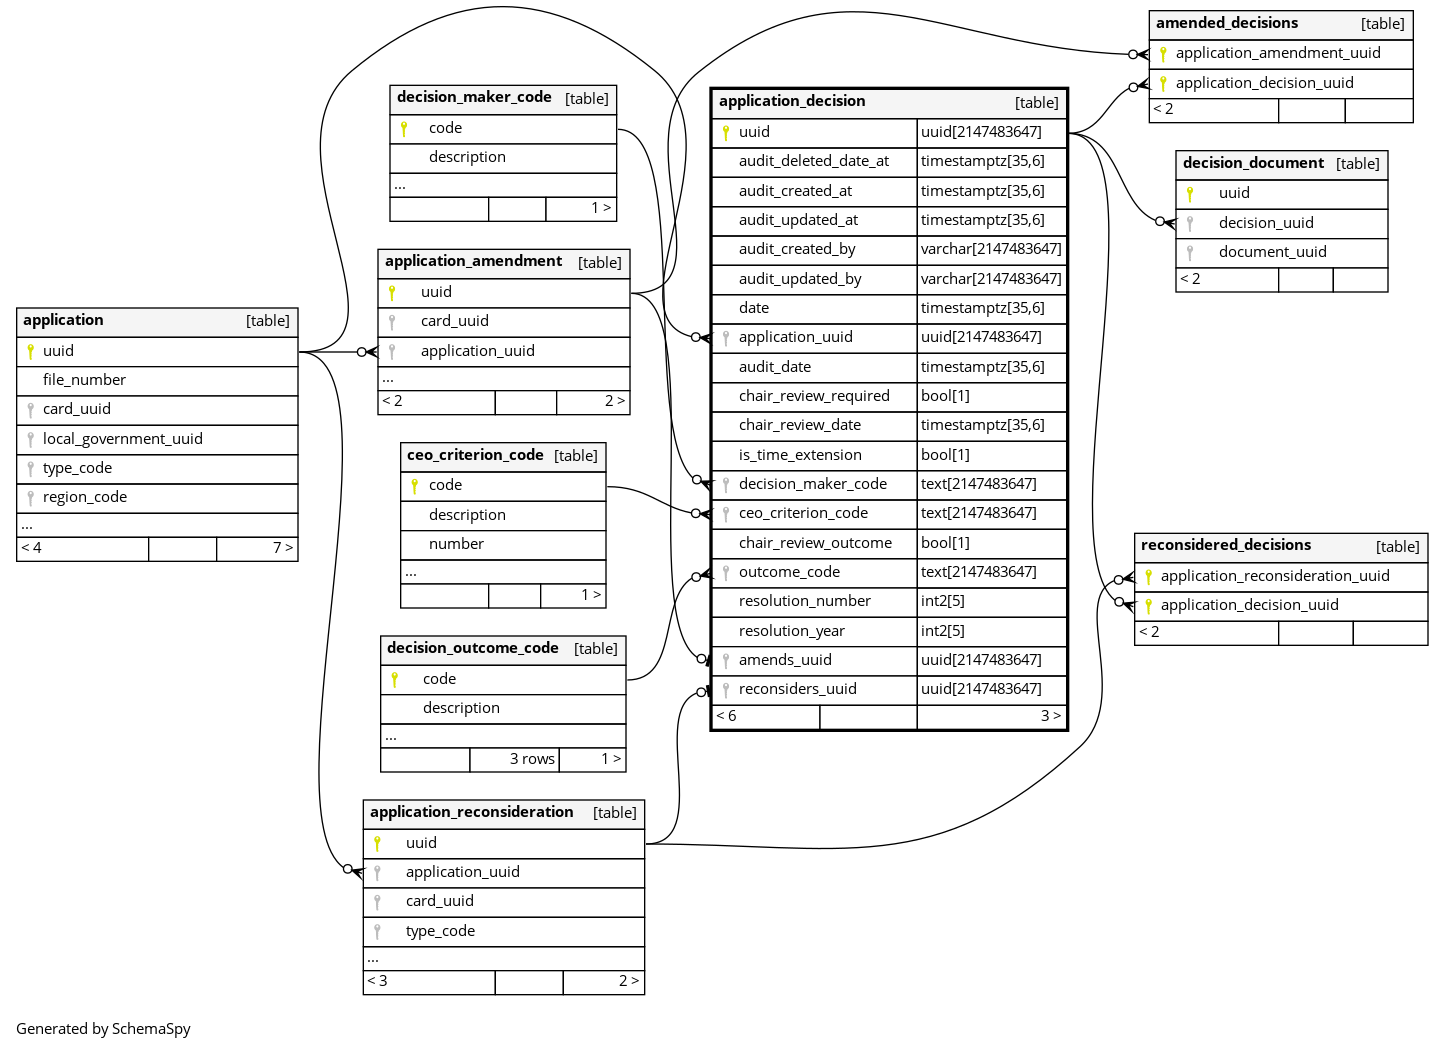 application [table]
uuid
file_number
card_uuid
local_government_uuid
type_code
region_code
...
< 4 7 >
decision_maker_code [table]
code
description
...
1 >
application_amendment [table]
uuid
card_uuid
application_uuid
...
< 2 2 >
ceo_criterion_code [table]
code
description
number
...
1 >
decision_outcome_code [table]
code
description
...
3 rows 1 >
application_reconsideration [table]
uuid
application_uuid
card_uuid
type_code
...
< 3 2 >
application_decision [table]
uuid uuid[2147483647]
audit_deleted_date_at timestamptz[35,6]
audit_created_at timestamptz[35,6]
audit_updated_at timestamptz[35,6]
audit_created_by varchar[2147483647]
audit_updated_by varchar[2147483647]
date timestamptz[35,6]
application_uuid uuid[2147483647]
audit_date timestamptz[35,6]
chair_review_required bool[1]
chair_review_date timestamptz[35,6]
is_time_extension bool[1]
decision_maker_code text[2147483647]
ceo_criterion_code text[2147483647]
chair_review_outcome bool[1]
outcome_code text[2147483647]
resolution_number int2[5]
resolution_year int2[5]
amends_uuid uuid[2147483647]
reconsiders_uuid uuid[2147483647]
< 6 3 >
amended_decisions [table]
application_amendment_uuid
application_decision_uuid
< 2
decision_document [table]
uuid
decision_uuid
document_uuid
< 2
reconsidered_decisions [table]
application_reconsideration_uuid
application_decision_uuid
< 2
Generated by SchemaSpy